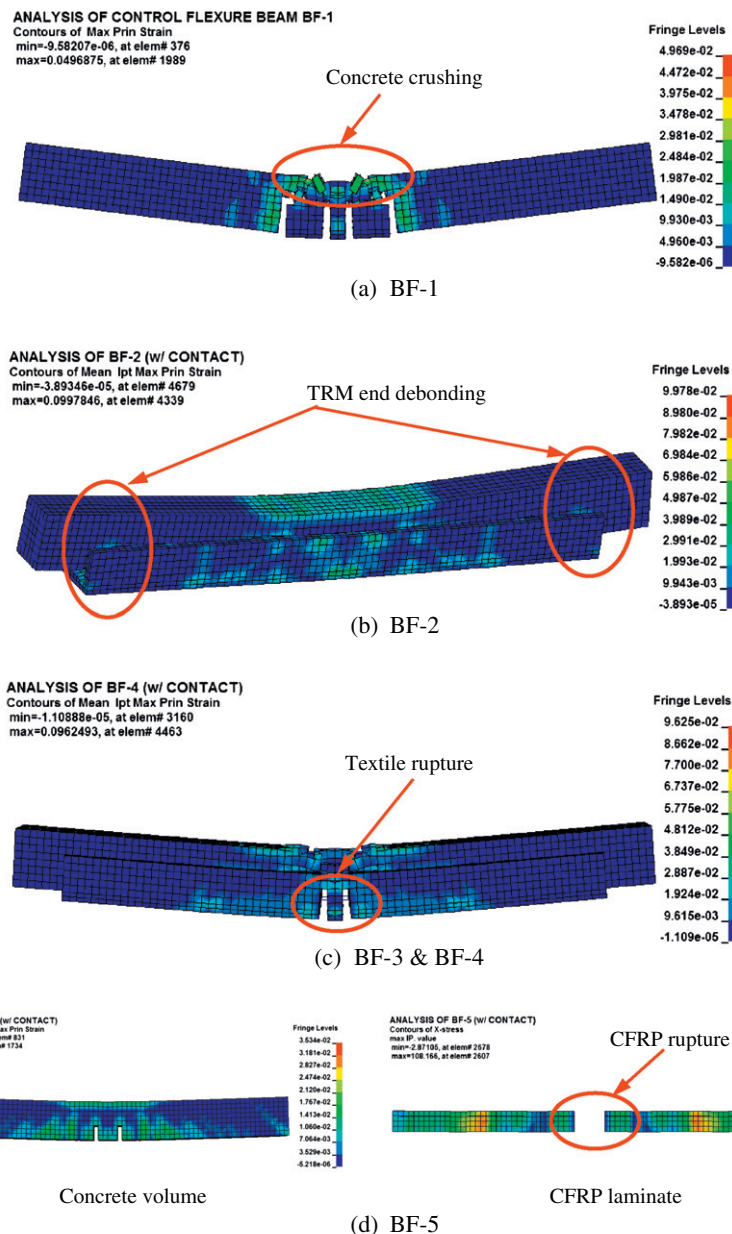 ANALYSIS OF CONTROL FLEXURE BEAM BF-1
Contours of Max Prin Strain
min=-9.58207e-06, at elem# 376
max=0.0496875, at elem# 1989
Concrete crushing
Fringe Levels
4.969e-02
4.472e-02
3.975e-02
3.478e-02
2.981e-02
2.484e-02
1.987e-02
1.490e-02
9.930e-03
4.960e-03
-9.582e-06
(a) BF-1
ANALYSIS OF BF-2 (w/ CONTACT)
Contours of Mean Ipt Max Prin Strain
min=-3.89346e-05, at elem# 4679
max=0.0997846, at elem# 4339
TRM end debonding
Fringe Levels
9.978e-02
8.980e-02
7.982e-02
6.984e-02
5.986e-02
4.987e-02
3.989e-02
2.991e-02
1.993e-02
9.943e-03
-3.893e-05
(b) BF-2
ANALYSIS OF BF-4 (w/ CONTACT)
Contours of Mean Ipt Max Prin Strain
min=-1.10888e-05, at elem# 3160
max=0.0962493, at elem# 4463
Textile rupture
Fringe Levels
9.625e-02
8.662e-02
7.700e-02
6.737e-02
5.775e-02
4.812e-02
3.849e-02
2.887e-02
1.924e-02
9.615e-03
-1.109e-05
(c) BF-3 & BF-4
(w/ CONTACT)
ax Prin Strain
elem# 831
m# 1734
Fringe Levels
3.534e-02
3.181e-02
2.827e-02
2.474e-02
2.120e-02
1.767e-02
1.413e-02
1.060e-02
7.064e-03
3.529e-03
-5.218e-06
Concrete volume
ANALYSIS OF BF-5 (w/ CONTACT)
Contours of X-stress
max IP. value
min=-2.87105, at elem# 2678
max=108.166, at elem# 2607
CFRP rupture
CFRP laminate
(d) BF-5